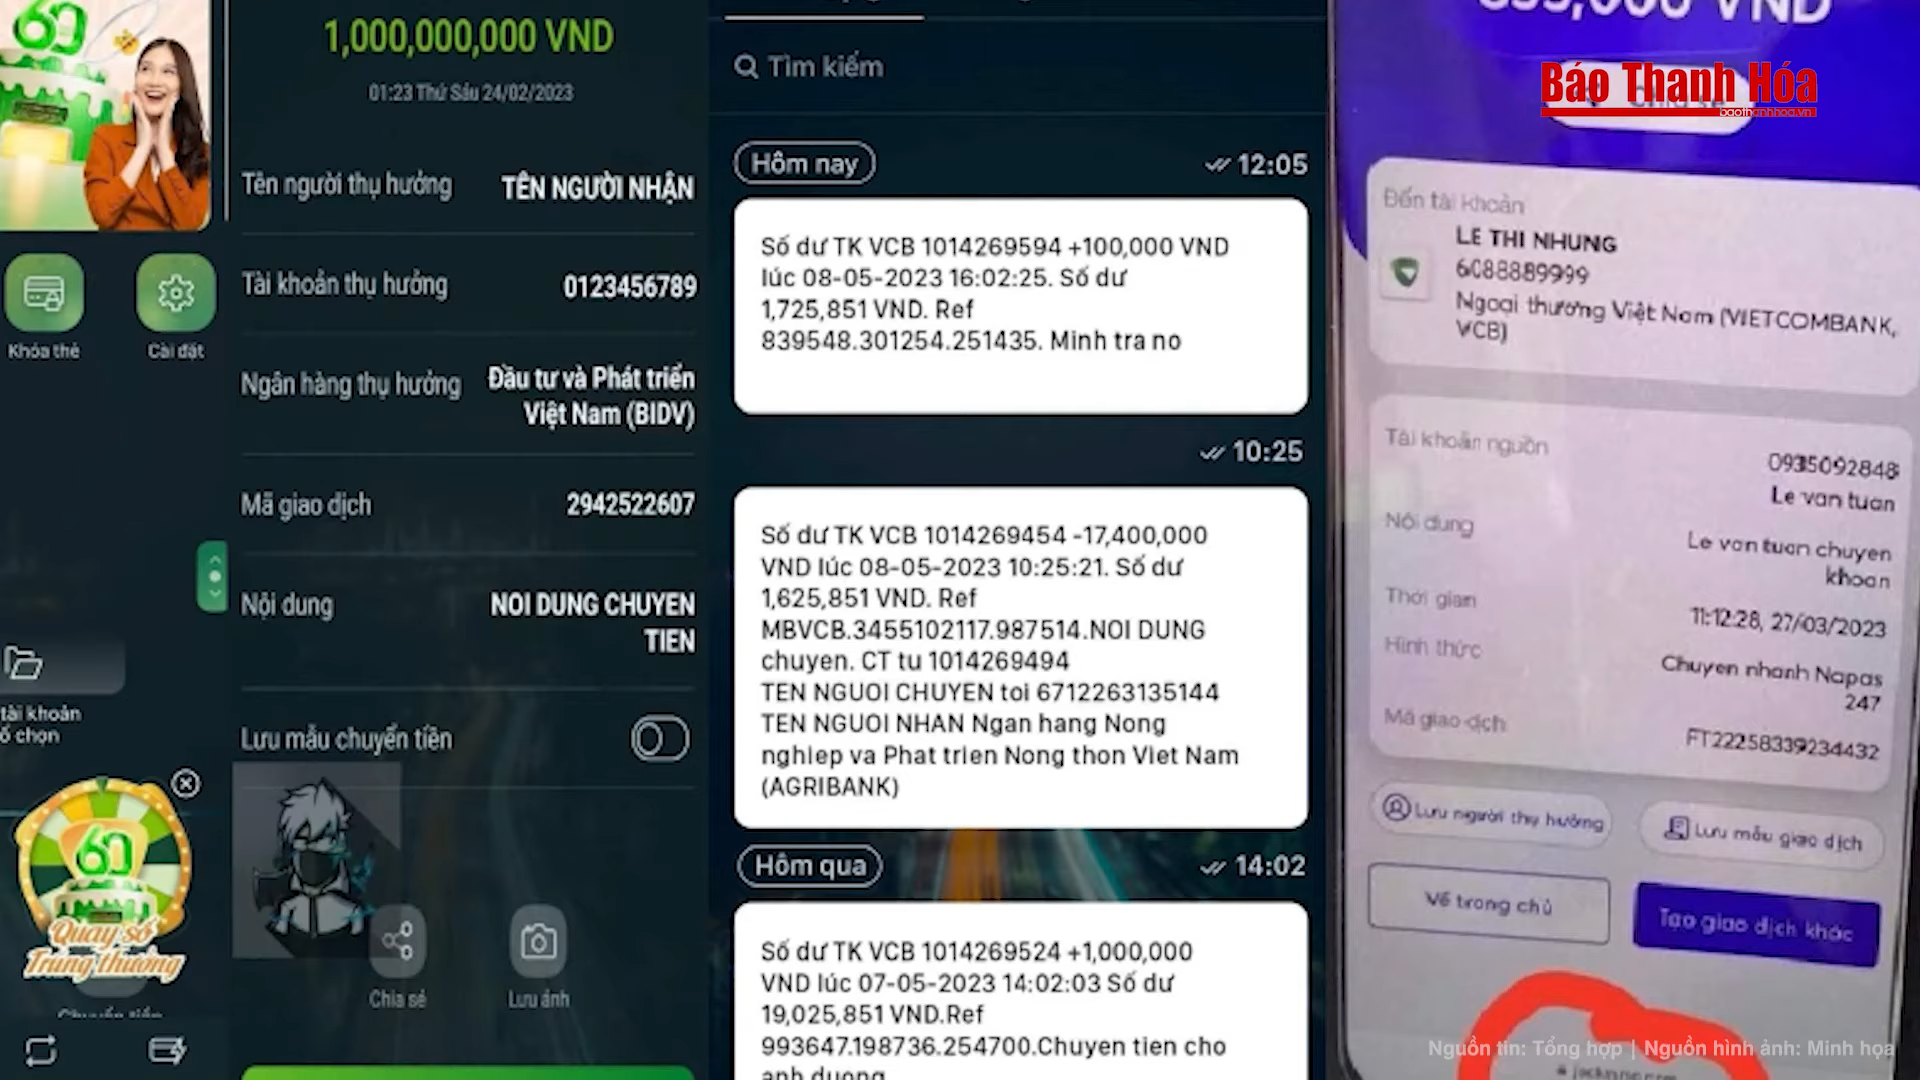 60
Khóa thẻ
Cài đặt
tài khoản
ố chọn
60
Quay số
Trúng thưởng
1,000,000,000 VND
01:23 Thứ Sáu 24/02/2023
Tên người thụ hưởng TÊN NGƯỜI NHẬN
Tài khoản thụ hưởng 0123456789
Ngân hàng thụ hưởng Đầu tư và Phát triển
Việt Nam (BIDV)
Mã giao dịch 2942522607
Nội dung NOI DUNG CHUYEN
TIEN
Lưu mẫu chuyển tiền
Chia sẻ
Lưu ảnh
Tìm kiếm
Hôm nay 12:05
Số dư TK VCB 1014269594 +100,000 VND
lúc 08-05-2023 16:02:25. Số dư
1,725,851 VND. Ref
839548.301254.251435. Minh tra no
10:25
Số dư TK VCB 1014269454 -17,400,000
VND lúc 08-05-2023 10:25:21. Số dư
1,625,851 VND. Ref
MBVCB.3455102117.987514.NOI DUNG
chuyen. CT tu 1014269494
TEN NGUOI CHUYEN toi 6712263135144
TEN NGUOI NHAN Ngan hang Nong
nghiep va Phat trien Nong thon Viet Nam
(AGRIBANK)
Hôm qua 14:02
Số dư TK VCB 1014269524 +1,000,000
VND lúc 07-05-2023 14:02:03 Số dư
19,025,851 VND.Ref
993647.198736.254700.Chuyen tien cho
anh duong
VND
Báo Thanh Hóa
baothanhhoa.vn
Đến tài khoản
LE THI NHUNG
6088889999
Ngoại thương Việt Nam (VIETCOMBANK,
VCB)
Tài khoản nguồn 0935092848
Le van tuan
Nội dung Le van tuan chuyen
khoan
Thời gian 11:12:28, 27/03/2023
Hình thức Chuyen nhanh Napas
247
Mã giao dịch FT22258339234432
Lưu người thụ hưởng
Lưu mẫu giao dịch
Về trang chủ
Tạo giao dịch khác
Nguồn tin: Tổng hợp | Nguồn hình ảnh: Minh họa